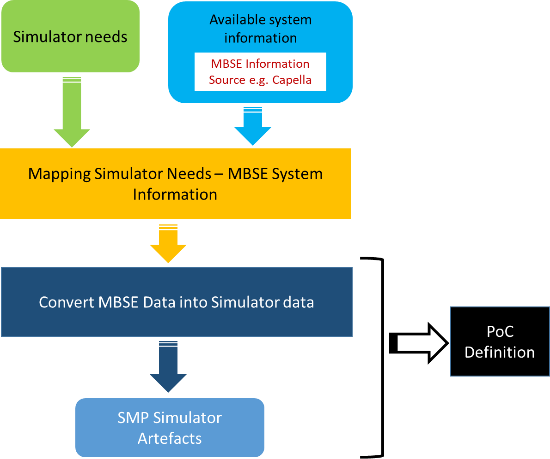 Simulator needs
Available system
information
MBSE Information
Source e.g. Capella
Mapping Simulator Needs – MBSE System
Information
Convert MBSE Data into Simulator data
PoC
Definition
SMP Simulator
Artefacts